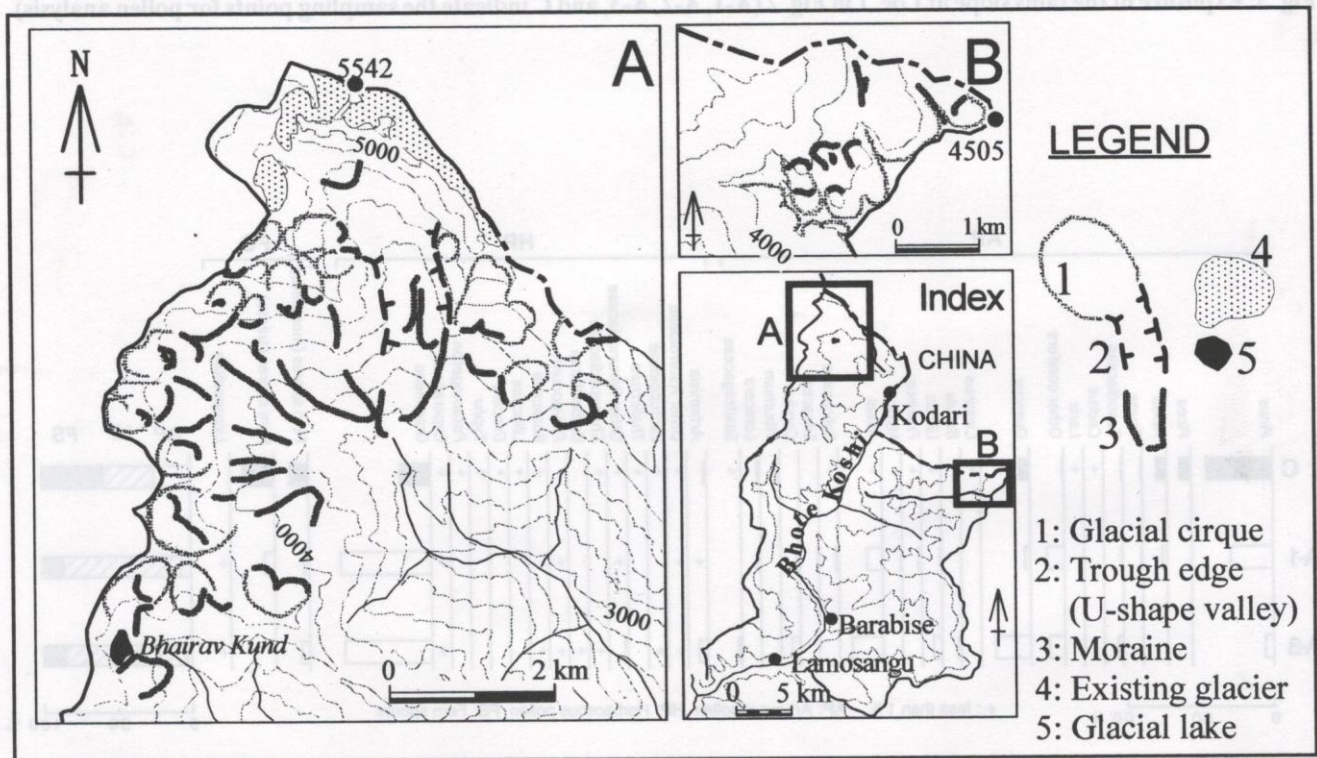 N
5542
A
5000
4000
3000
Bhairav Kund
0 2 km
B
4505
4000
0 1 km
Index
A
CHINA
Kodari
B
Bhote Koshi
Barabise
Lamosangu
0 5 km
LEGEND
1
4
2
5
3
1: Glacial cirque
2: Trough edge
(U-shape valley)
3: Moraine
4: Existing glacier
5: Glacial lake